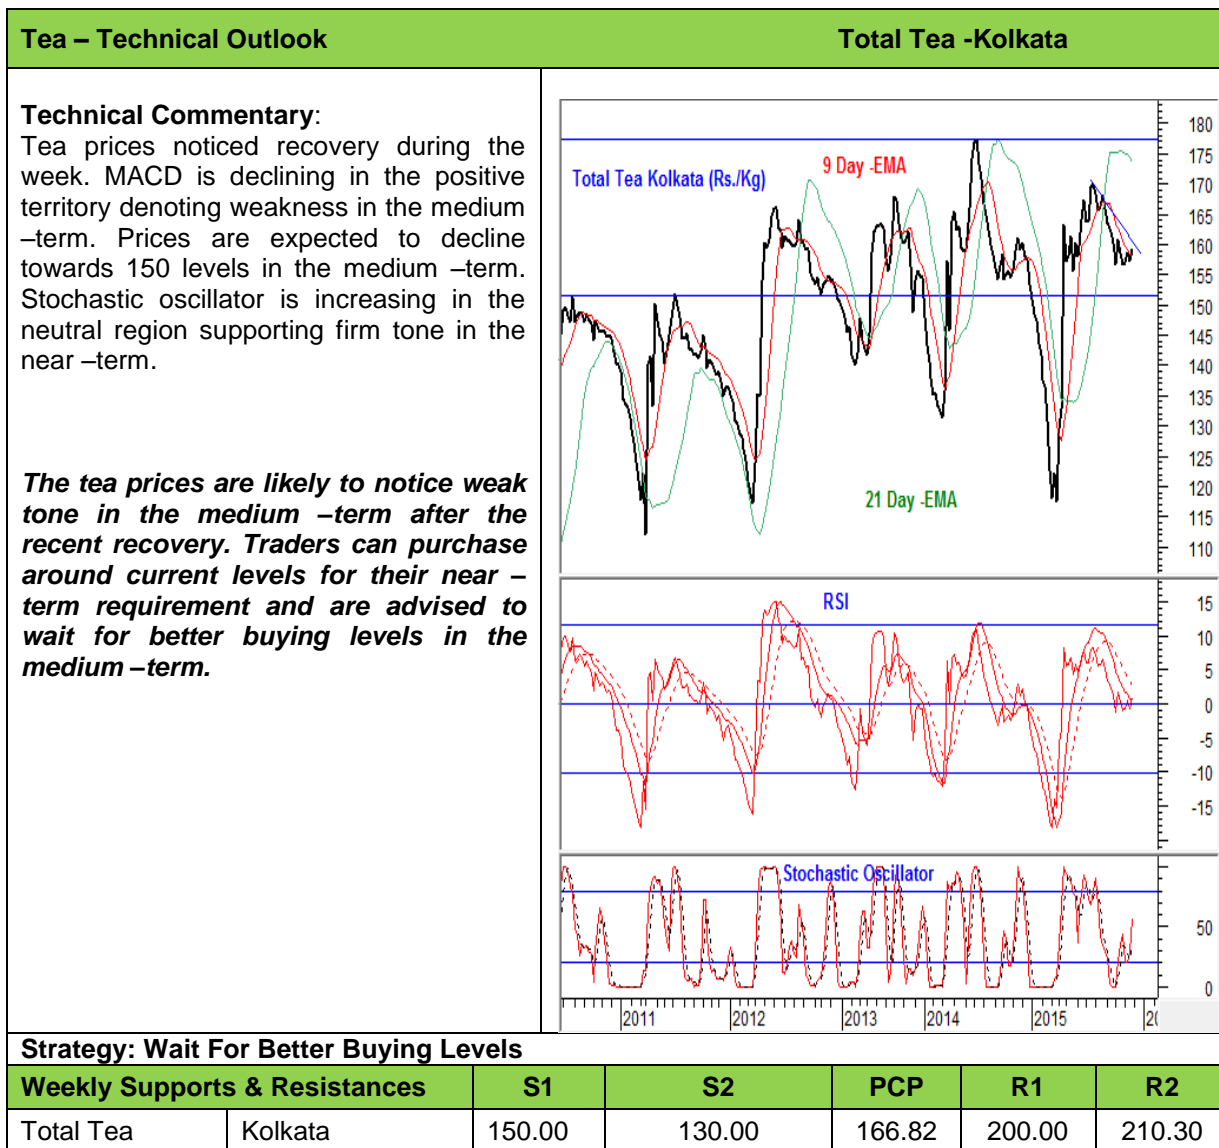 Tea – Technical Outlook Total Tea -Kolkata
Technical Commentary:
Tea prices noticed recovery during the
week. MACD is declining in the positive
territory denoting weakness in the medium
–term. Prices are expected to decline
towards 150 levels in the medium –term.
Stochastic oscillator is increasing in the
neutral region supporting firm tone in the
near –term.
The tea prices are likely to notice weak
tone in the medium –term after the
recent recovery. Traders can purchase
around current levels for their near –
term requirement and are advised to
wait for better buying levels in the
medium –term.
Total Tea Kolkata (Rs./Kg)
9 Day -EMA
21 Day -EMA
180
175
170
165
160
155
150
145
140
135
130
125
120
115
110
RSI
15
10
5
0
-5
-10
-15
Stochastic Oscillator
50
0
2011 2012 2013 2014 2015
Strategy: Wait For Better Buying Levels
Weekly Supports & Resistances S1 S2 PCP R1 R2
Total Tea Kolkata 150.00 130.00 166.82 200.00 210.30